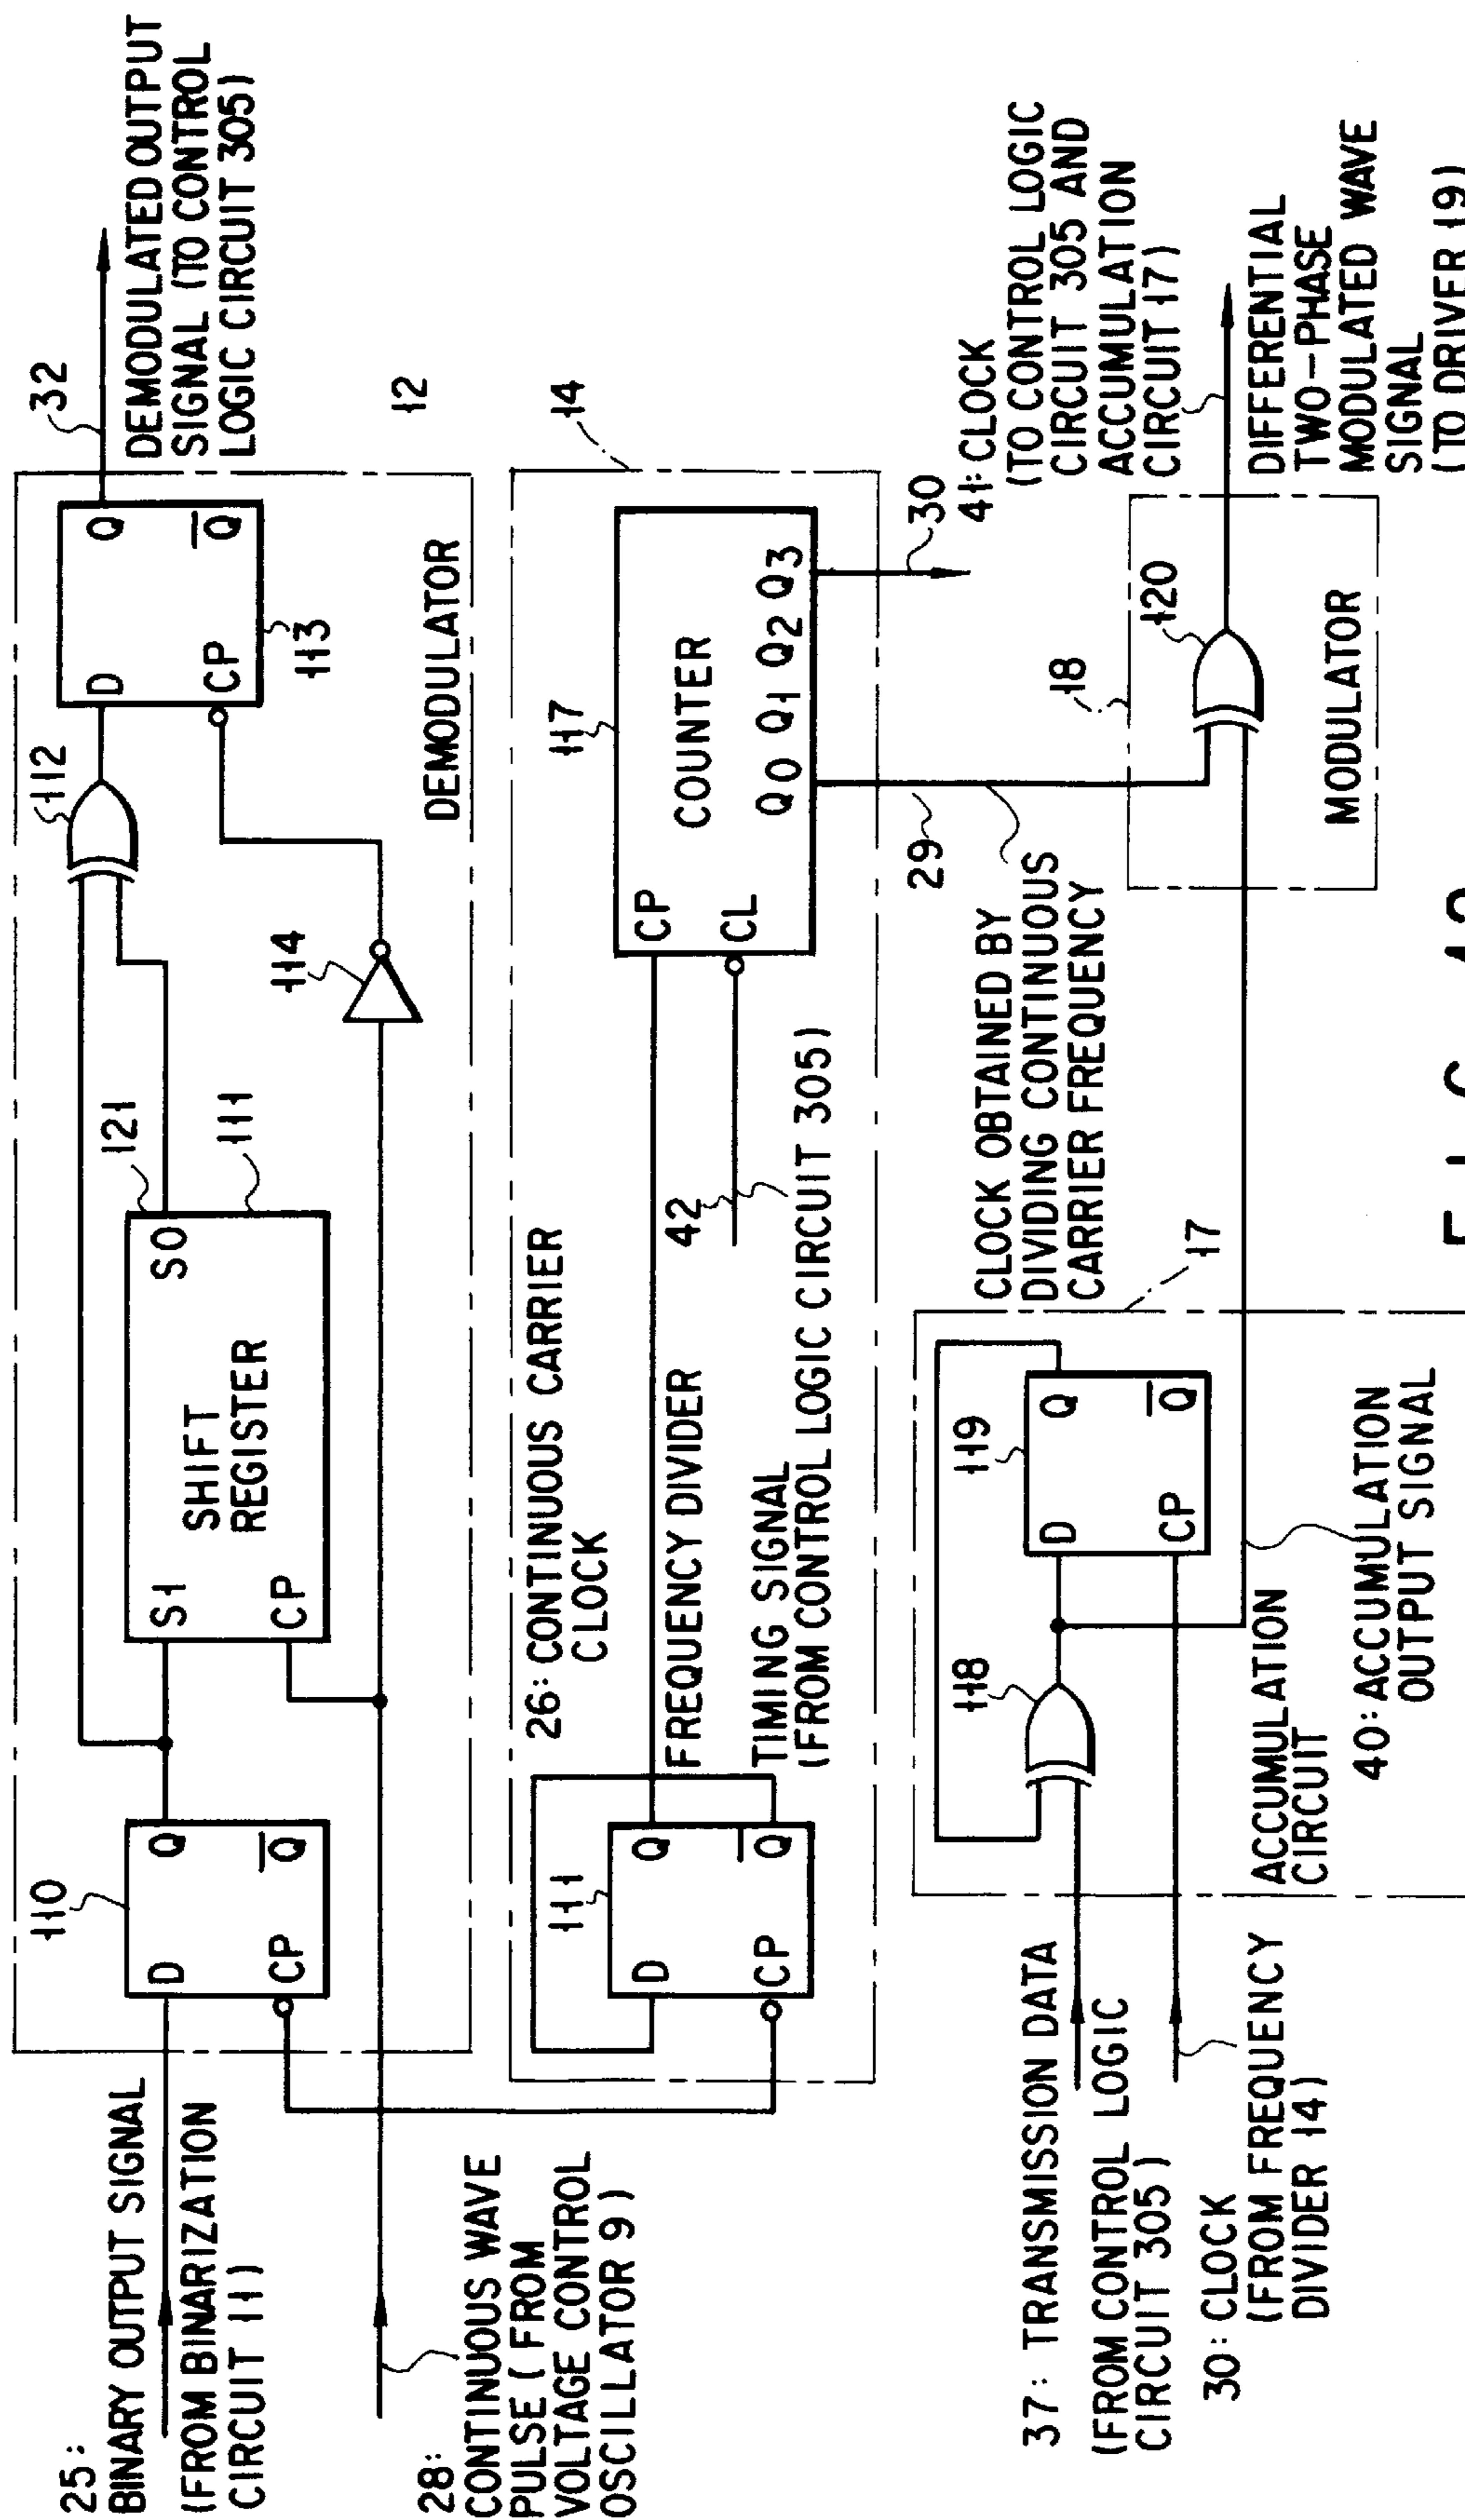 25:
BINARY OUTPUT SIGNAL
(FROM BINARIZATION
CIRCUIT 11)
110
D
Q
CP
Q
SI
SO
SHIFT
REGISTER
CP
121
111
112
114
D
Q
CP
Q
113
DEMODULATOR
32
DEMODULATED OUTPUT
SIGNAL (TO CONTROL
LOGIC CIRCUIT 305)
12
28:
CONTINUOUS WAVE
PULSE (FROM
VOLTAGE CONTROL
OSCILLATOR 9)
111
D
Q
CP
Q
26: CONTINUOUS CARRIER
CLOCK
FREQUENCY DIVIDER
TIMING SIGNAL
(FROM CONTROL LOGIC CIRCUIT 305)
42
117
CP
CL
COUNTER
Q0 Q1 Q2 Q3
14
30
41: CLOCK
(TO CONTROL LOGIC
CIRCUIT 305 AND
ACCUMULATION
CIRCUIT 17)
29
CLOCK OBTAINED BY
DIVIDING CONTINUOUS
CARRIER FREQUENCY
37: TRANSMISSION DATA
(FROM CONTROL LOGIC
CIRCUIT 305)
30: CLOCK
(FROM FREQUENCY
DIVIDER 14)
118
119
D
Q
CP
Q
17
ACCUMULATION
CIRCUIT
40: ACCUMULATION
OUTPUT SIGNAL
18
120
MODULATOR
DIFFERENTIAL
TWO-PHASE
MODULATED WAVE
SIGNAL
(TO DRIVER 19)